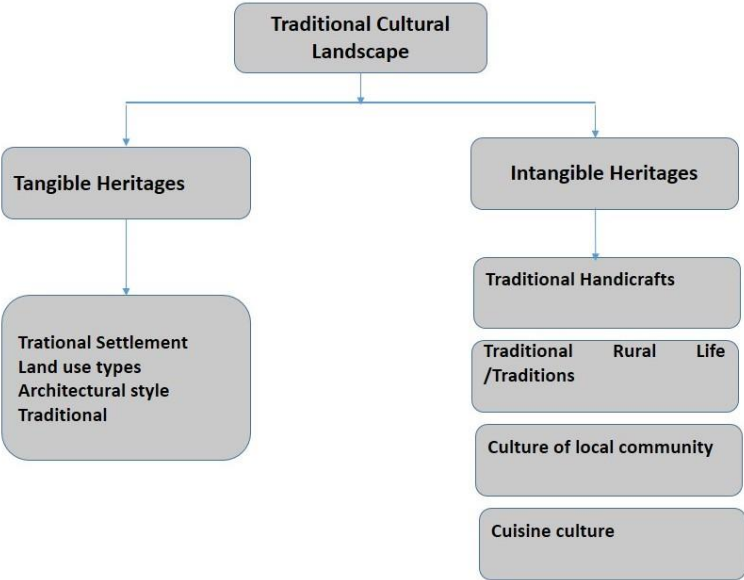 Traditional Cultural
Landscape
Tangible Heritages
Intangible Heritages
Trational Settlement
Land use types
Architectural style
Traditional
Traditional Handicrafts
Traditional Rural Life
/Traditions
Culture of local community
Cuisine culture